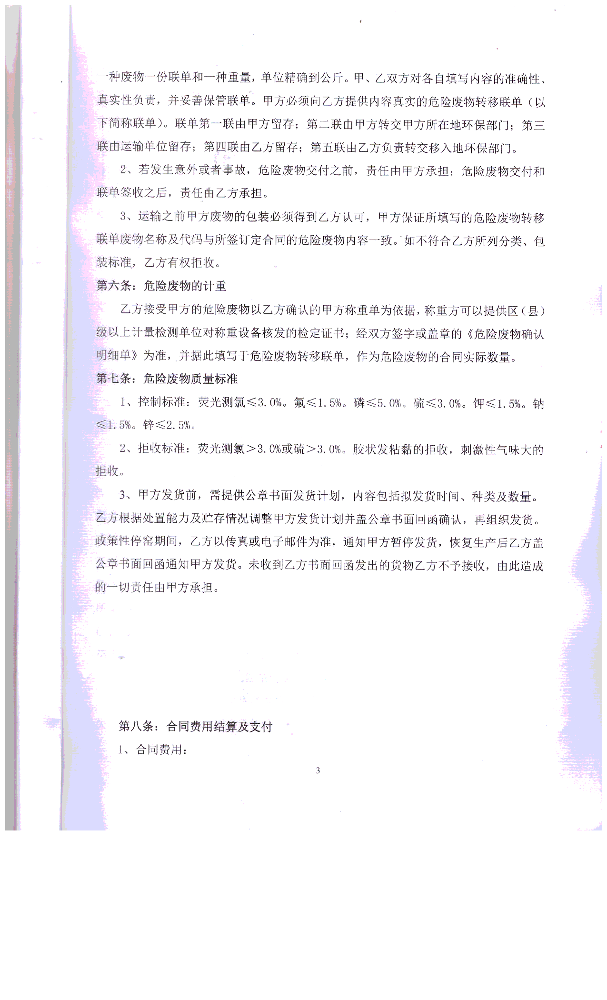 一种废物一份联单和一种重量，单位精确到公斤。甲、乙双方对各自填写内容的准确性、
真实性负责，并妥善保管联单。甲方必须向乙方提供内容真实的危险废物转移联单（以
下简称联单）。联单第一联由甲方留存；第二联由甲方转交甲方所在地环保部门；第三
联由运输单位留存；第四联由乙方留存；第五联由乙方负责转交移入地环保部门。
2、若发生意外或者事故，危险废物交付之前，责任由甲方承担；危险废物交付和
联单签收之后，责任由乙方承担。
3、运输之前甲方废物的包装必须得到乙方认可，甲方保证所填写的危险废物转移
联单废物名称及代码与所签订定合同的危险废物内容一致。如不符合乙方所列分类、包
装标准，乙方有权拒收。
第六条：危险废物的计重
乙方接受甲方的危险废物以乙方确认的甲方称重单为依据，称重方可以提供区（县）
级以上计量检测单位对称重设备核发的检定证书；经双方签字或盖章的《危险废物确认
明细单》为准，并据此填写于危险废物转移联单，作为危险废物的合同实际数量。
第七条：危险废物质量标准
1、控制标准：荧光测氯≤3.0%。氟≤1.5%。磷≤5.0%。硫≤3.0%。钾≤1.5%。钠
≤1.5%。锌≤2.5%。
2、拒收标准：荧光测氯＞3.0%或硫＞3.0%。胶状发粘黏的拒收，刺激性气味大的
拒收。
3、甲方发货前，需提供公章书面发货计划，内容包括拟发货时间、种类及数量。
乙方根据处置能力及贮存情况调整甲方发货计划并盖公章书面回函确认，再组织发货。
政策性停窑期间，乙方以传真或电子邮件为准，通知甲方暂停发货，恢复生产后乙方盖
公章书面回函通知甲方发货。未收到乙方书面回函发出的货物乙方不予接收，由此造成
的一切责任由甲方承担。
第八条：合同费用结算及支付
1、合同费用：
3